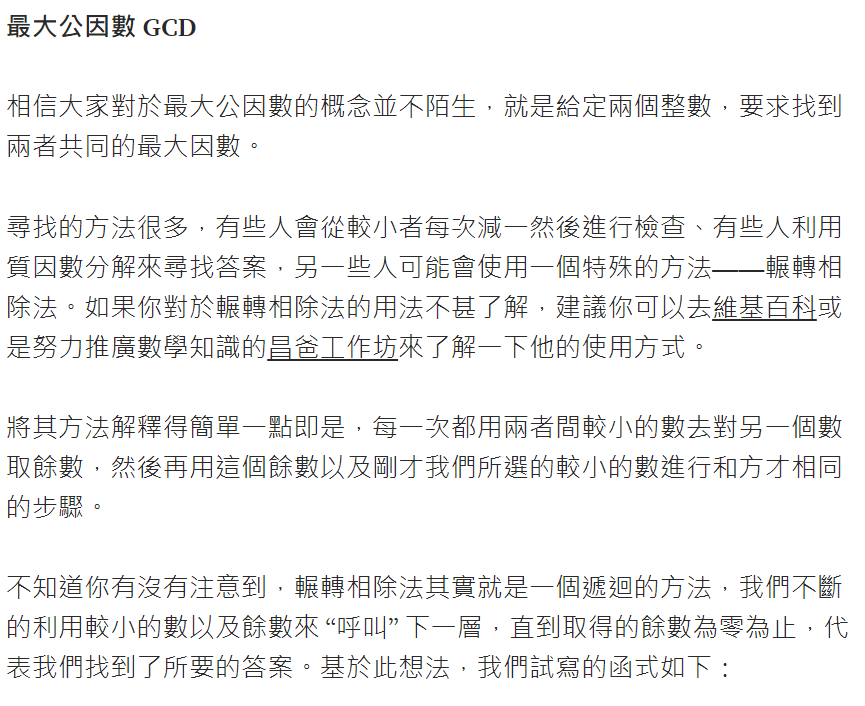 最大公因數 GCD
相信大家對於最大公因數的概念並不陌生，就是給定兩個整數，要求找到
兩者共同的最大因數。
尋找的方法很多，有些人會從較小者每次減一然後進行檢查、有些人利用
質因數分解來尋找答案，另一些人可能會使用一個特殊的方法——輾轉相
除法。如果你對於輾轉相除法的用法不甚了解，建議你可以去維基百科或
是努力推廣數學知識的昌爸工作坊來了解一下他的使用方式。
將其方法解釋得簡單一點即是，每一次都用兩者間較小的數去對另一個數
取餘數，然後再用這個餘數以及剛才我們所選的較小的數進行和方才相同
的步驟。
不知道你有沒有注意到，輾轉相除法其實就是一個遞迴的方法，我們不斷
的利用較小的數以及餘數來 “呼叫” 下一層，直到取得的餘數為零為止，代
表我們找到了所要的答案。基於此想法，我們試寫的函式如下：